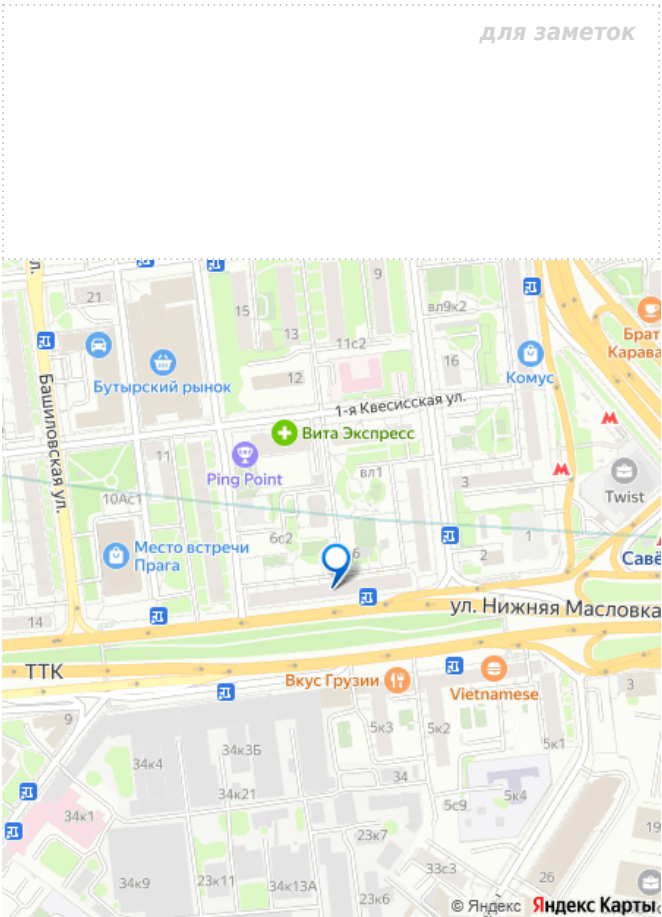 для заметок
л.
21
15
9
13
вл9к2
11с2
Брат
Карава
Бутырский рынок
12
16
Комус
Башиловская ул.
1-я Квесисская ул.
Вита Экспресс
11
Ping Point
вл1
3
10Ас1
Twist
Место встречи
Прага
6с2
6
2
1
Савё
14
ул. Нижняя Масловка
ТТК
Вкус Грузии
Vietnamese
3
9
5к3
5к2
5к1
34к4
34к3Б
34
34к21
5с9
5к4
34к1
23к7
19
33с3
34к9
23к11
34к13А
23к6
26
© Яндекс Яндекс Карты